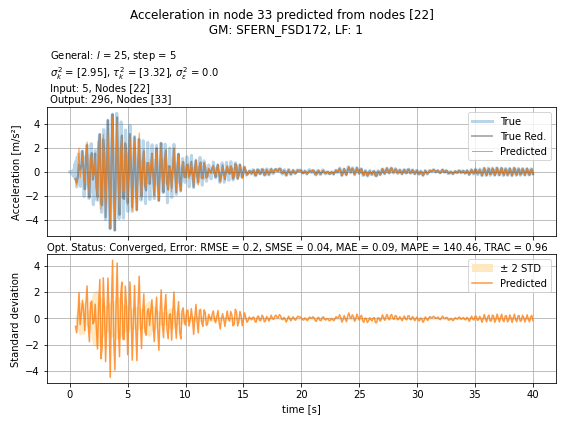 Acceleration in node 33 predicted from nodes [22]
GM: SFERN_FSD172, LF: 1
General: l = 25, step = 5
σ²ₖ = [2.95], τ²ₖ = [3.32], σ²ε = 0.0
Input: 5, Nodes [22]
Output: 296, Nodes [33]
Acceleration [m/s²]
4
2
0
−2
−4
True
True Red.
Predicted
Opt. Status: Converged, Error: RMSE = 0.2, SMSE = 0.04, MAE = 0.09, MAPE = 140.46, TRAC = 0.96
Standard deviation
4
2
0
−2
−4
± 2 STD
Predicted
0 5 10 15 20 25 30 35 40
time [s]